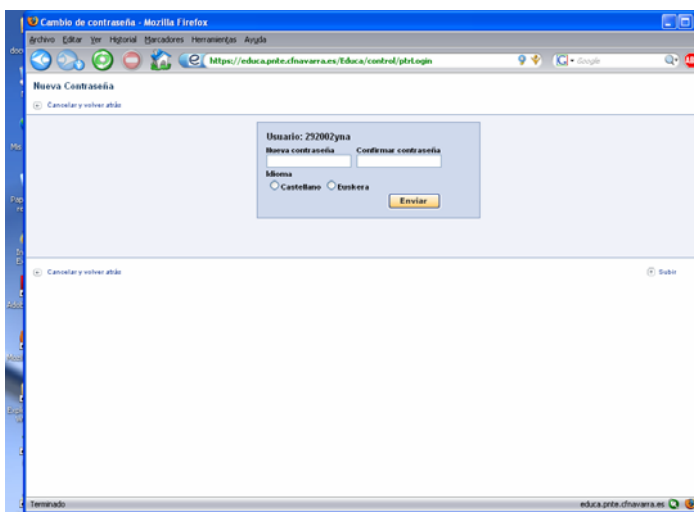 Cambio de contraseña - Mozilla Firefox
Archivo Editar Ver Historial Marcadores Herramientas Ayuda
https://educa.pnte.cfnavarra.es/Educa/control/ptrLogin
Google
Nueva Contraseña
Cancelar y volver atrás
Usuario: 292002yna
Nueva contraseña Confirmar contraseña
Idioma
Castellano Euskera
Enviar
Cancelar y volver atrás
Subir
Terminado
educa.pnte.cfnavarra.es